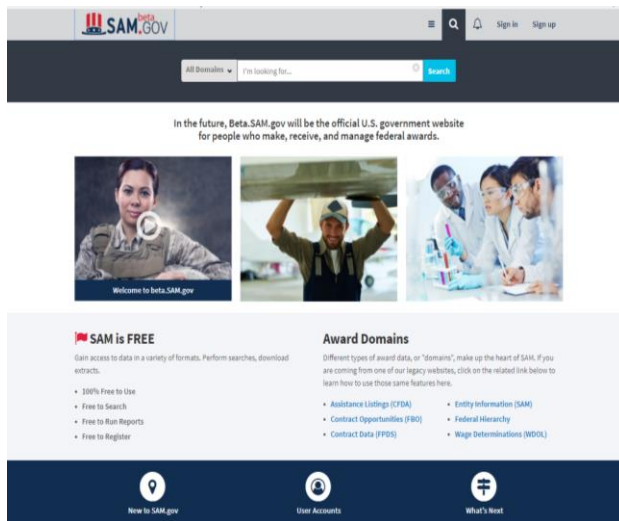 SAM.GOV beta
Sign in Sign up
All Domains I'm looking for... Search
In the future, Beta.SAM.gov will be the official U.S. government website
for people who make, receive, and manage federal awards.
Welcome to beta.SAM.gov
SAM is FREE
Gain access to data in a variety of formats. Perform searches, download
extracts.
• 100% Free to Use
• Free to Search
• Free to Run Reports
• Free to Register
Award Domains
Different types of award data, or "domains", make up the heart of SAM. If you
are coming from one of our legacy websites, click on the related link below to
learn how to use those same features here.
• Assistance Listings (CFDA)
• Contract Opportunities (FBO)
• Contract Data (FPDS)
• Entity Information (SAM)
• Federal Hierarchy
• Wage Determinations (WDOL)
New to SAM.gov
User Accounts
What's Next